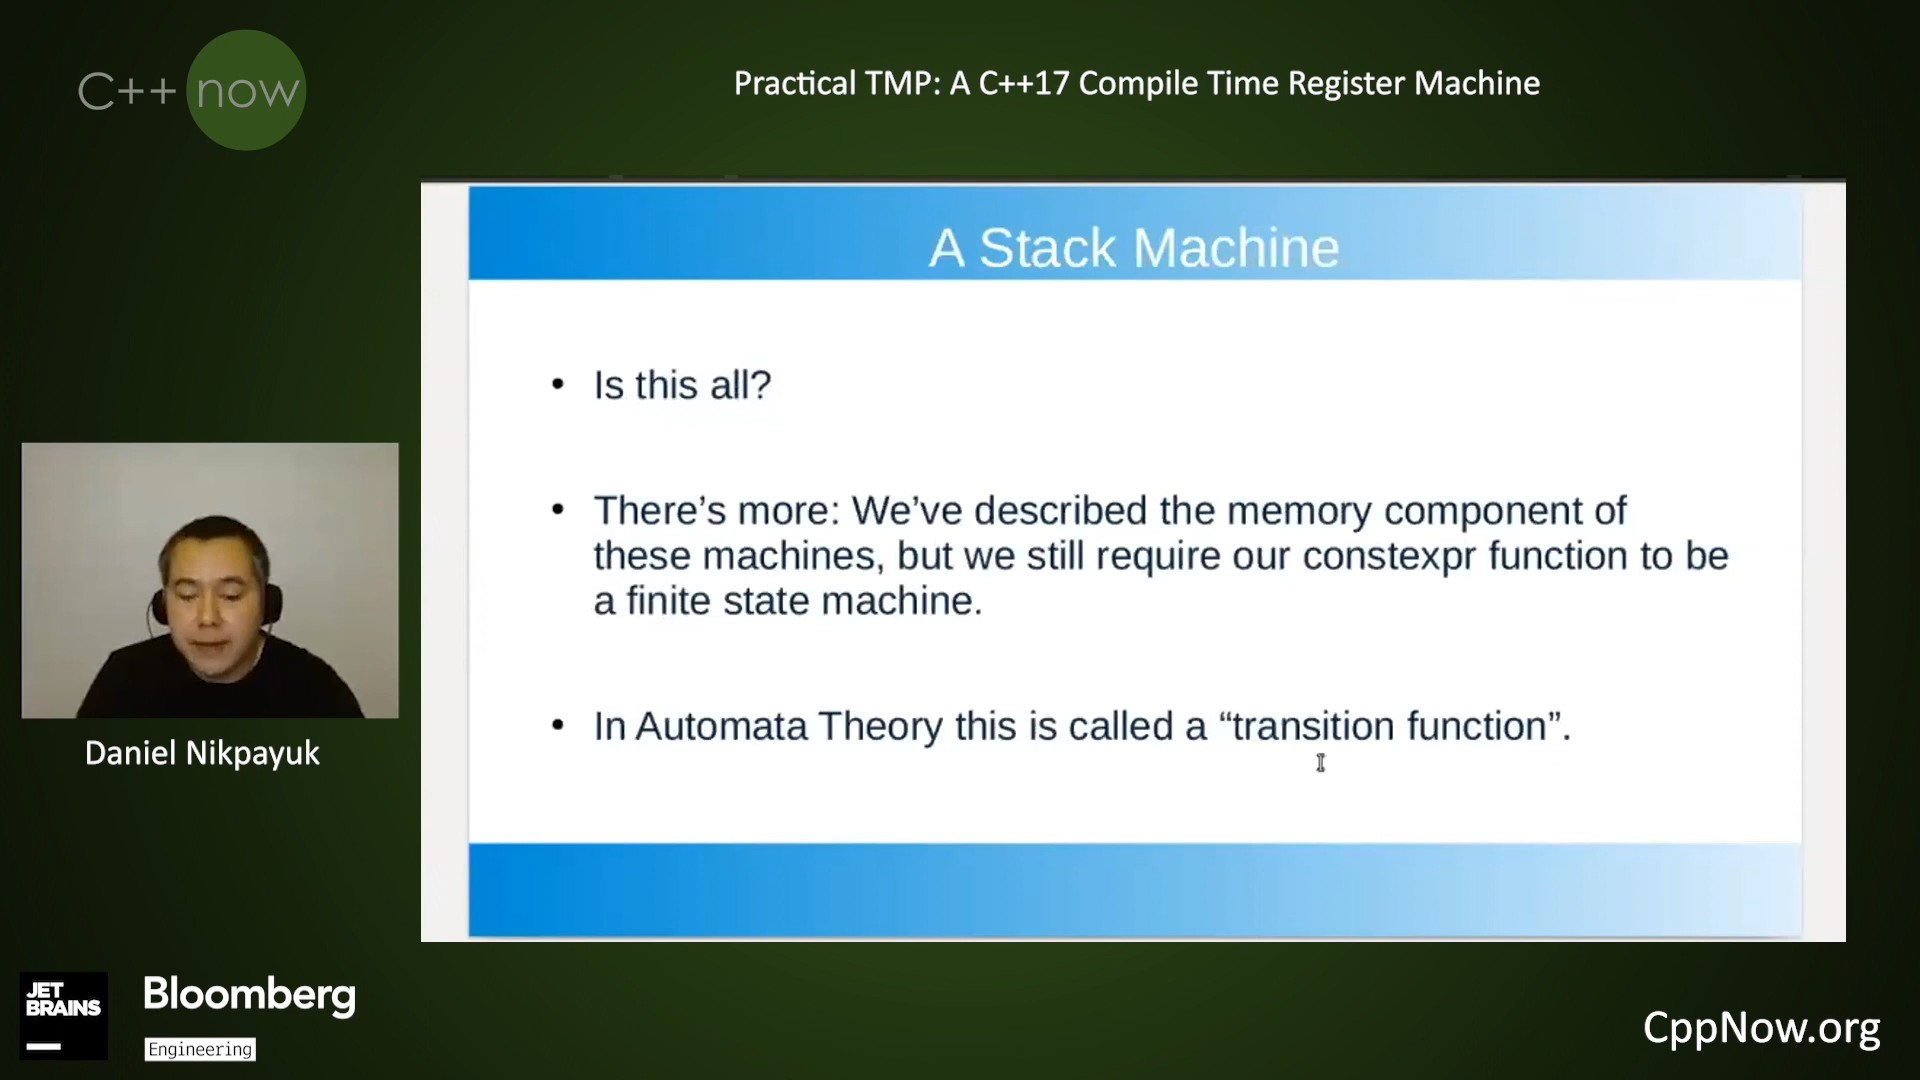 C++ now
Practical TMP: A C++17 Compile Time Register Machine
A Stack Machine
• Is this all?
• There’s more: We’ve described the memory component of
these machines, but we still require our constexpr function to be
a finite state machine.
• In Automata Theory this is called a “transition function”.
Daniel Nikpayuk
JET
BRAINS
Bloomberg
Engineering
CppNow.org